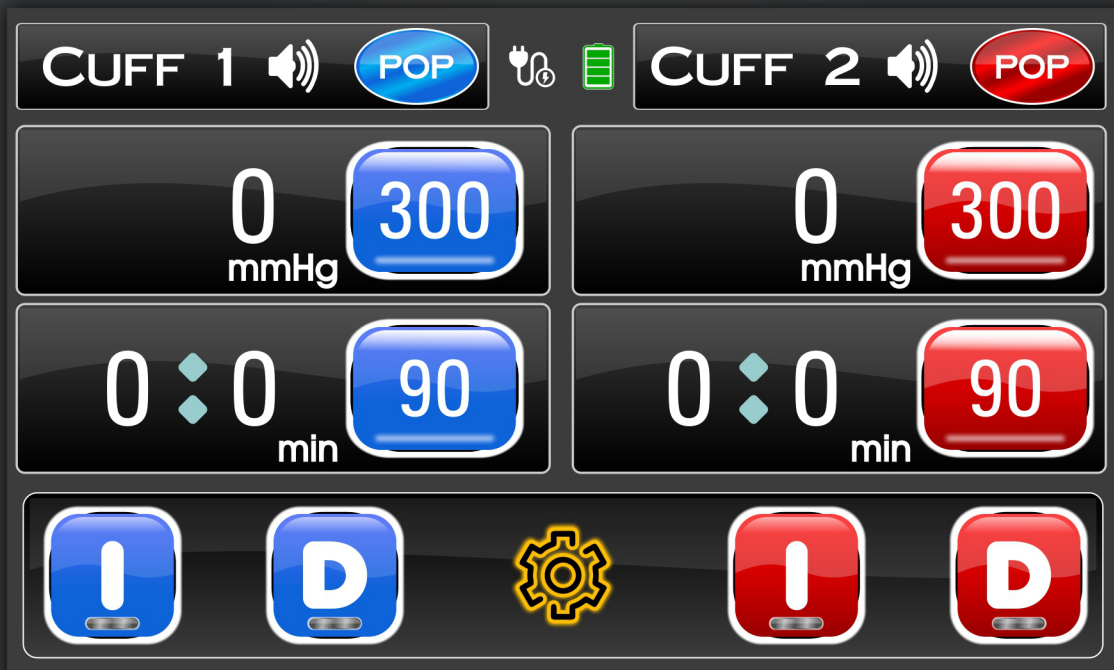 CUFF 1 POP
CUFF 2 POP
0 mmHg 300
0 mmHg 300
0:0 min 90
0:0 min 90
I D
I D